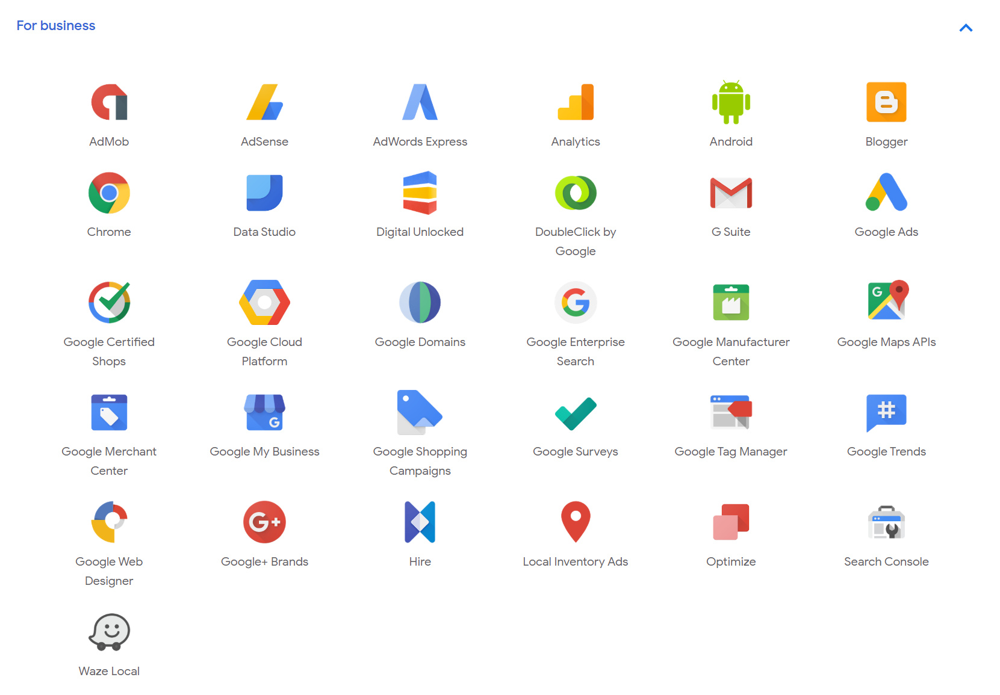 For business
AdMob
AdSense
AdWords Express
Analytics
Android
Blogger
Chrome
Data Studio
Digital Unlocked
DoubleClick by
Google
G Suite
Google Ads
Google Certified
Shops
Google Cloud
Platform
Google Domains
Google Enterprise
Search
Google Manufacturer
Center
Google Maps APIs
Google Merchant
Center
Google My Business
Google Shopping
Campaigns
Google Surveys
Google Tag Manager
Google Trends
Google Web
Designer
Google+ Brands
Hire
Local Inventory Ads
Optimize
Search Console
Waze Local